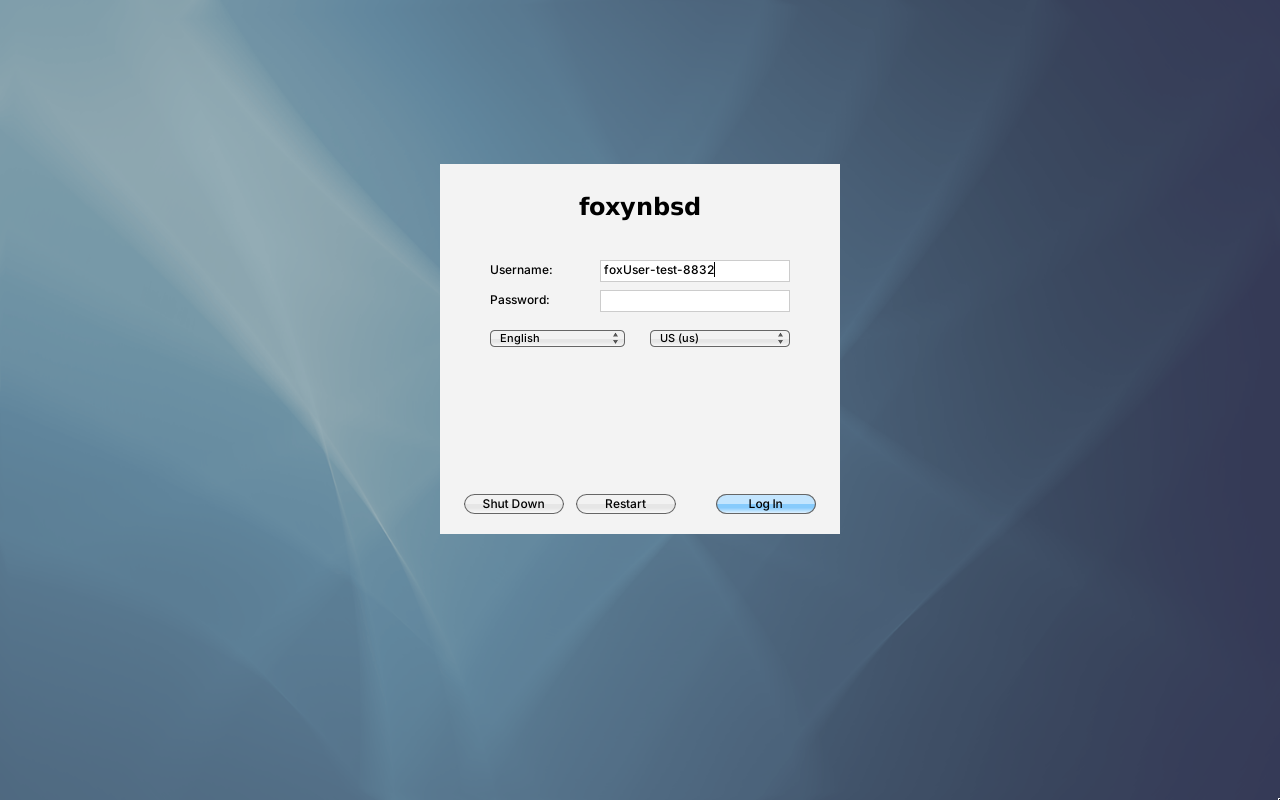 foxynbsd
Username: foxUser-test-8832
Password:
English US (us)
Shut Down Restart Log In